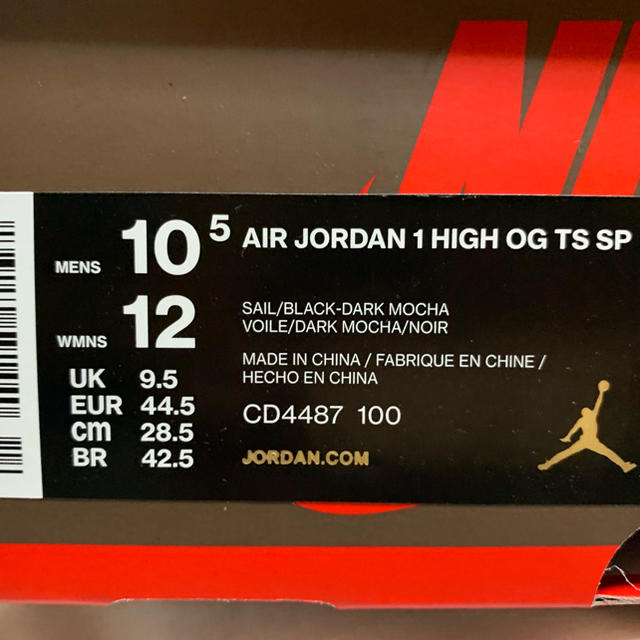 MENS 10 5
WMNS 12
UK 9.5
EUR 44.5
cm 28.5
BR 42.5
AIR JORDAN 1 HIGH OG TS SP
SAIL/BLACK-DARK MOCHA
VOILE/DARK MOCHA/NOIR
MADE IN CHINA / FABRIQUE EN CHINE /
HECHO EN CHINA
CD4487 100
JORDAN.COM